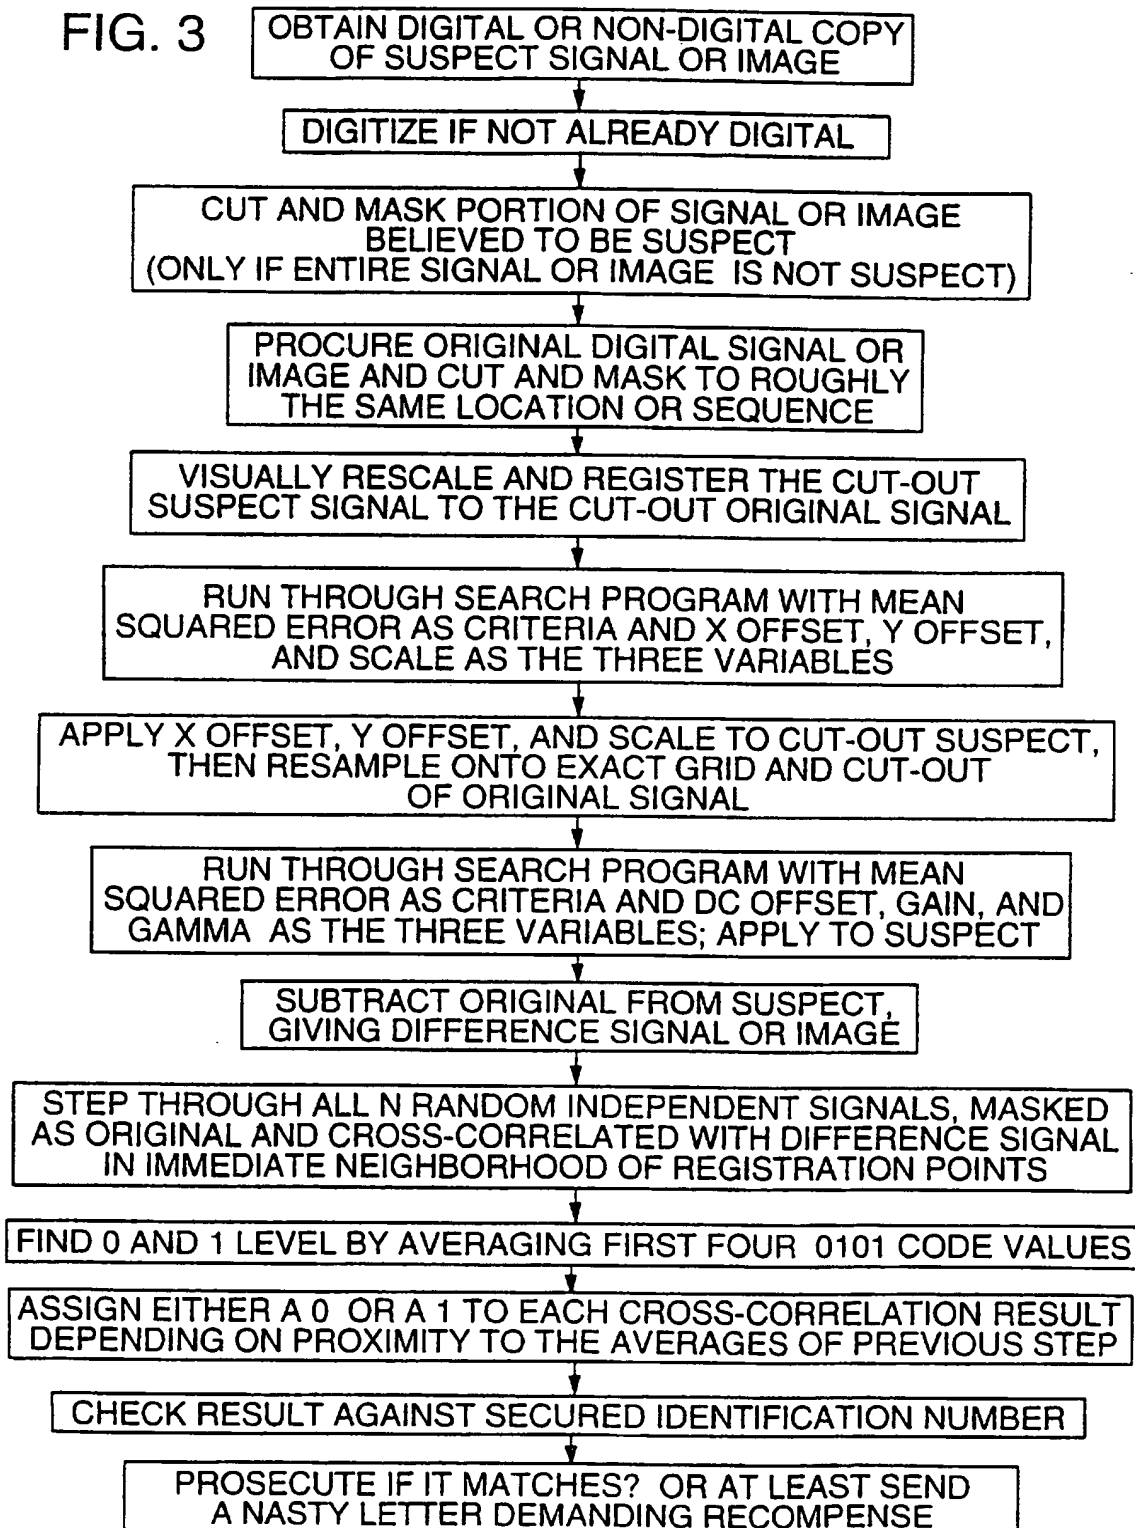 FIG. 3
OBTAIN DIGITAL OR NON-DIGITAL COPY
OF SUSPECT SIGNAL OR IMAGE
DIGITIZE IF NOT ALREADY DIGITAL
CUT AND MASK PORTION OF SIGNAL OR IMAGE
BELIEVED TO BE SUSPECT
(ONLY IF ENTIRE SIGNAL OR IMAGE IS NOT SUSPECT)
PROCURE ORIGINAL DIGITAL SIGNAL OR
IMAGE AND CUT AND MASK TO ROUGHLY
THE SAME LOCATION OR SEQUENCE
VISUALLY RESCALE AND REGISTER THE CUT-OUT
SUSPECT SIGNAL TO THE CUT-OUT ORIGINAL SIGNAL
RUN THROUGH SEARCH PROGRAM WITH MEAN
SQUARED ERROR AS CRITERIA AND X OFFSET, Y OFFSET,
AND SCALE AS THE THREE VARIABLES
APPLY X OFFSET, Y OFFSET, AND SCALE TO CUT-OUT SUSPECT,
THEN RESAMPLE ONTO EXACT GRID AND CUT-OUT
OF ORIGINAL SIGNAL
RUN THROUGH SEARCH PROGRAM WITH MEAN
SQUARED ERROR AS CRITERIA AND DC OFFSET, GAIN, AND
GAMMA AS THE THREE VARIABLES; APPLY TO SUSPECT
SUBTRACT ORIGINAL FROM SUSPECT,
GIVING DIFFERENCE SIGNAL OR IMAGE
STEP THROUGH ALL N RANDOM INDEPENDENT SIGNALS, MASKED
AS ORIGINAL AND CROSS-CORRELATED WITH DIFFERENCE SIGNAL
IN IMMEDIATE NEIGHBORHOOD OF REGISTRATION POINTS
FIND 0 AND 1 LEVEL BY AVERAGING FIRST FOUR 0101 CODE VALUES
ASSIGN EITHER A 0 OR A 1 TO EACH CROSS-CORRELATION RESULT
DEPENDING ON PROXIMITY TO THE AVERAGES OF PREVIOUS STEP
CHECK RESULT AGAINST SECURED IDENTIFICATION NUMBER
PROSECUTE IF IT MATCHES? OR AT LEAST SEND
A NASTY LETTER DEMANDING RECOMPENSE